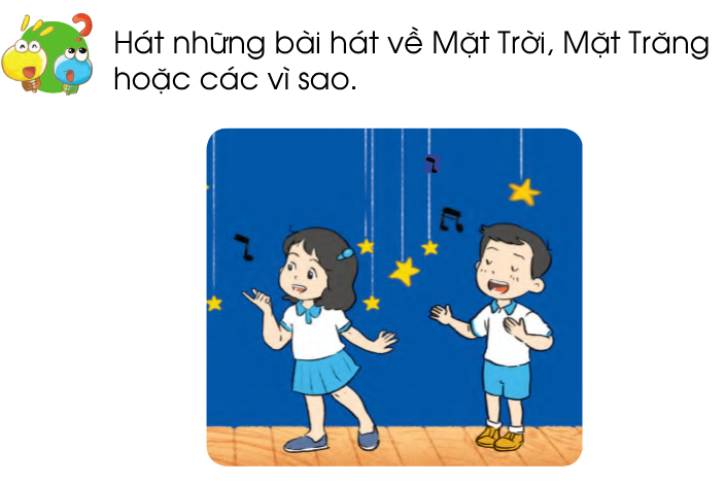 Hát những bài hát về Mặt Trời, Mặt Trăng
hoặc các vì sao.